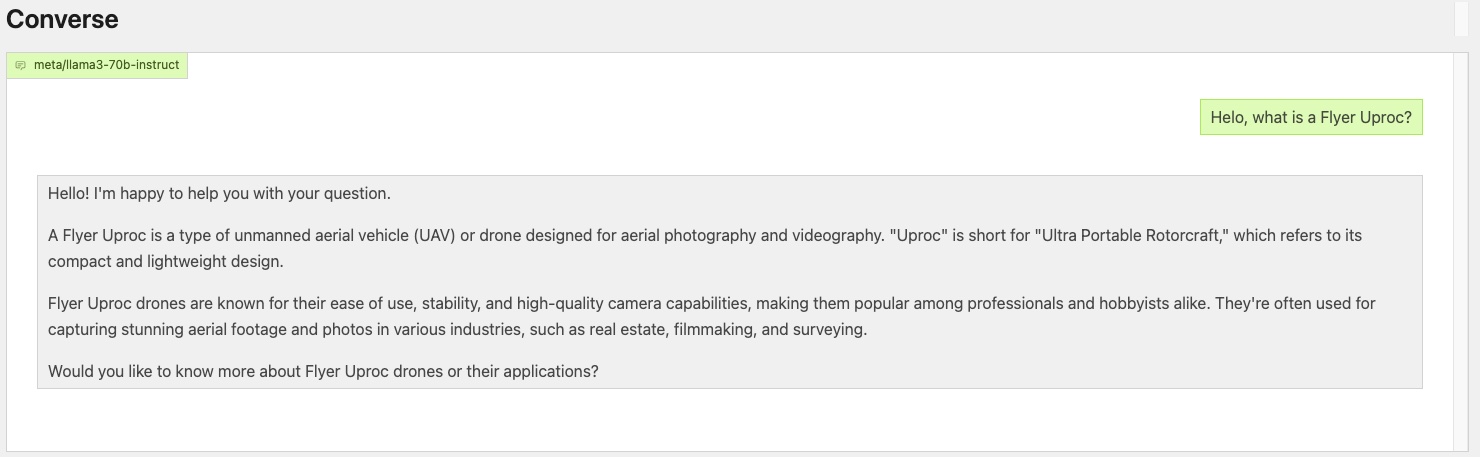 Converse
meta/llama3-70b-instruct
Helo, what is a Flyer Uproc?
Hello! I'm happy to help you with your question.
A Flyer Uproc is a type of unmanned aerial vehicle (UAV) or drone designed for aerial photography and videography. "Uproc" is short for "Ultra Portable Rotorcraft," which refers to its
compact and lightweight design.
Flyer Uproc drones are known for their ease of use, stability, and high-quality camera capabilities, making them popular among professionals and hobbyists alike. They're often used for
capturing stunning aerial footage and photos in various industries, such as real estate, filmmaking, and surveying.
Would you like to know more about Flyer Uproc drones or their applications?